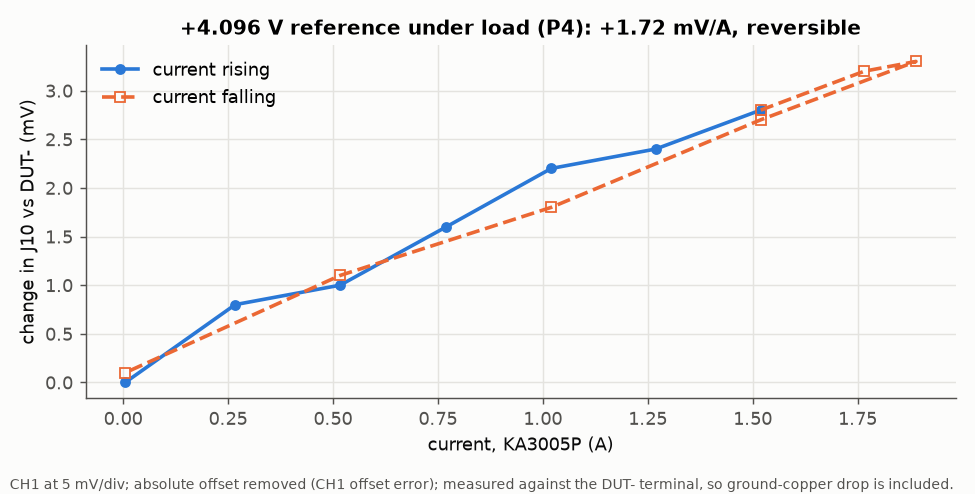 +4.096 V reference under load (P4): +1.72 mV/A, reversible
current rising
current falling
change in J10 vs DUT- (mV)
3.0
2.5
2.0
1.5
1.0
0.5
0.0
0.00 0.25 0.50 0.75 1.00 1.25 1.50 1.75
current, KA3005P (A)
CH1 at 5 mV/div; absolute offset removed (CH1 offset error); measured against the DUT- terminal, so ground-copper drop is included.